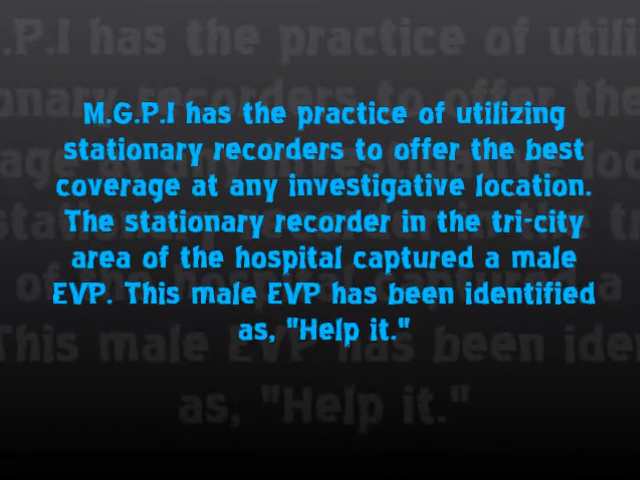 M.G.P.I has the practice of utilizing
stationary recorders to offer the best
coverage at any investigative location.
The stationary recorder in the tri-city
area of the hospital captured a male
EVP. This male EVP has been identified
as, "Help it."